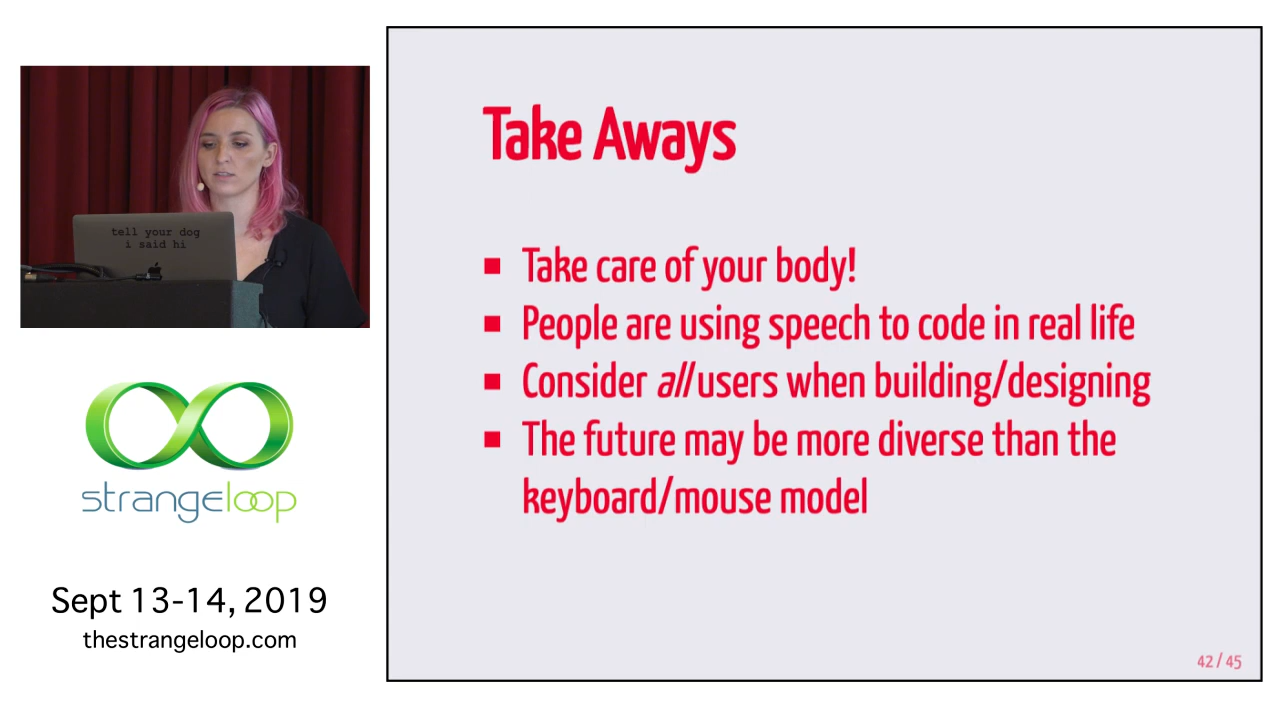 tell your dog
i said hi
strangeloop
Sept 13-14, 2019
thestrangeloop.com
Take Aways
Take care of your body!
People are using speech to code in real life
Consider all users when building/designing
The future may be more diverse than the
keyboard/mouse model
42 / 45